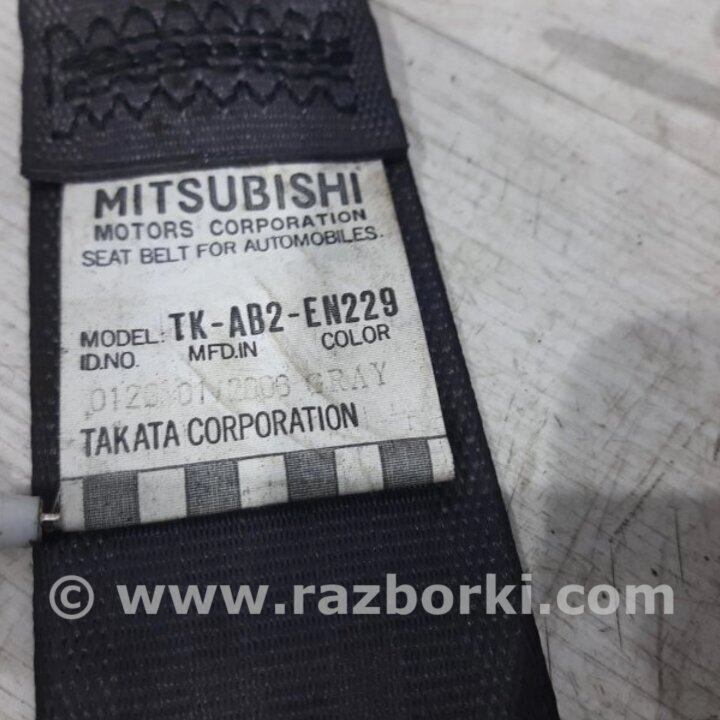 MITSUBISHI
MOTORS CORPORATION
SEAT BELT FOR AUTOMOBILES.
MODEL: TK-AB2-EN229
ID.NO. MFD.IN COLOR
GRAY
TAKATA CORPORATION
© www.razborki.com